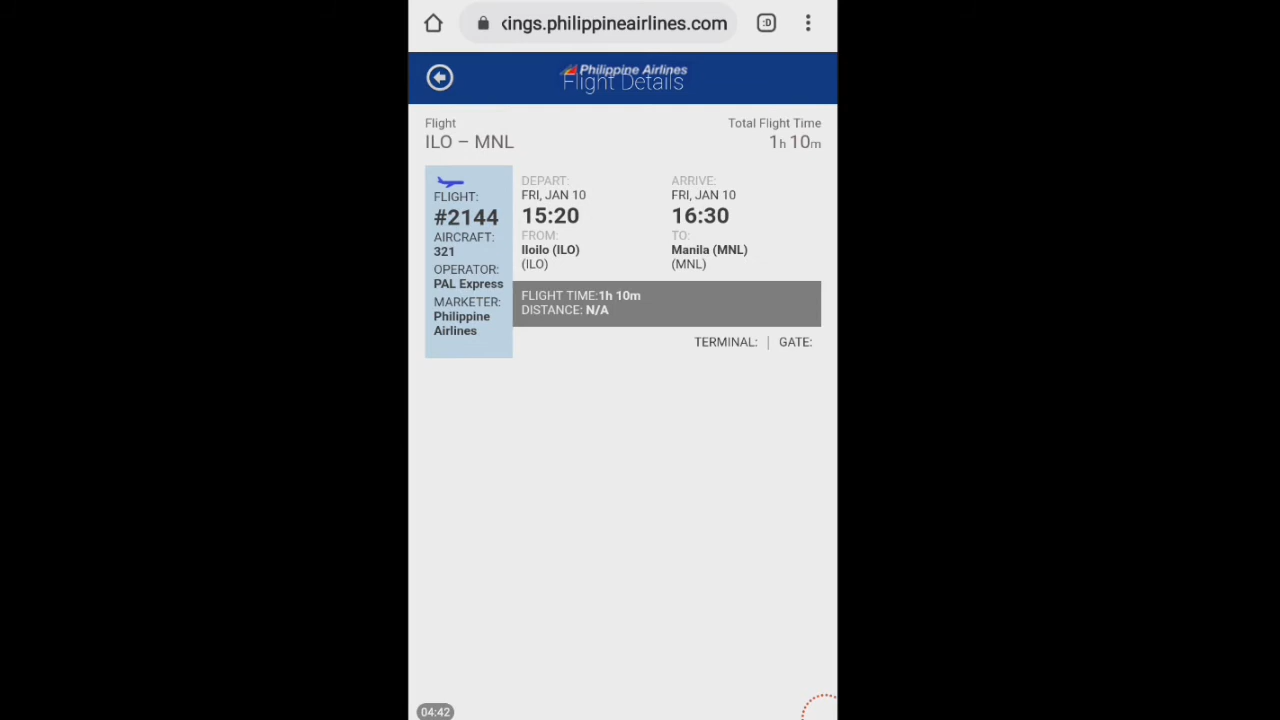 kings.philippineairlines.com
:D
Philippine Airlines
Flight Details
Flight
Total Flight Time
ILO – MNL
1h 10m
FLIGHT:
#2144
AIRCRAFT:
321
OPERATOR:
PAL Express
MARKETER:
Philippine
Airlines
DEPART:
FRI, JAN 10
15:20
FROM:
Iloilo (ILO)
(ILO)
ARRIVE:
FRI, JAN 10
16:30
TO:
Manila (MNL)
(MNL)
FLIGHT TIME:1h 10m
DISTANCE: N/A
TERMINAL: | GATE:
04:42